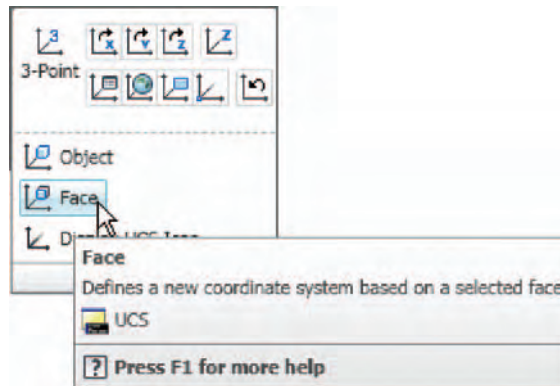 3-Point
Object
Face
Face
Defines a new coordinate system based on a selected face
UCS
Press F1 for more help